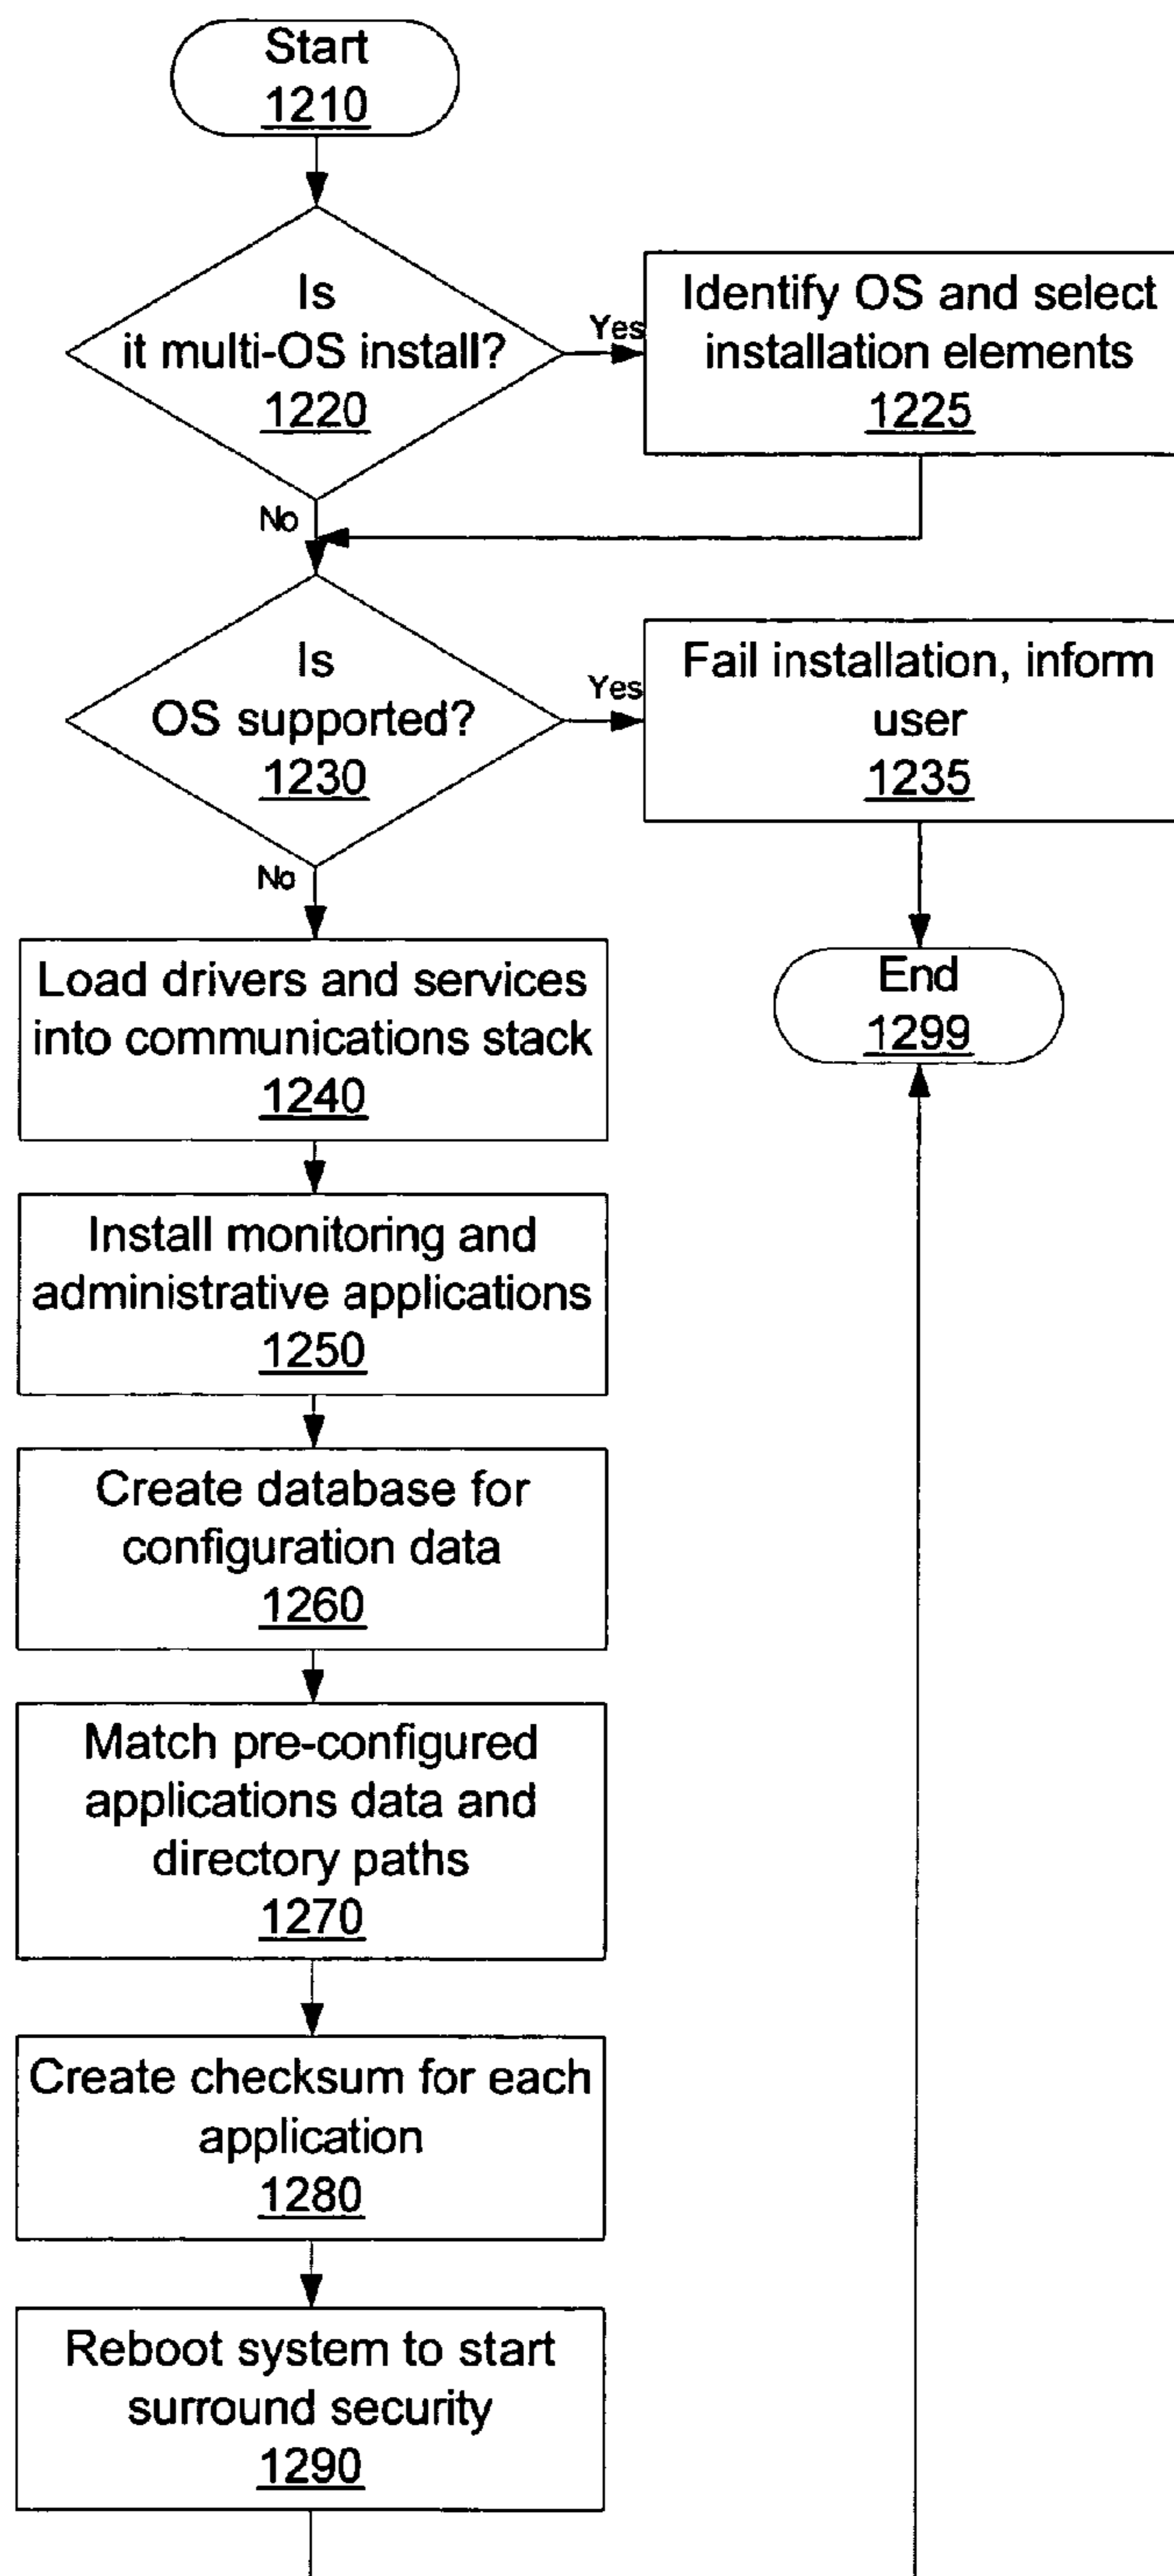 Start
1210
Is
it multi-OS install?
1220
Yes
Identify OS and select
installation elements
1225
No
Is
OS supported?
1230
Yes
Fail installation, inform
user
1235
No
End
1299
Load drivers and services
into communications stack
1240
Install monitoring and
administrative applications
1250
Create database for
configuration data
1260
Match pre-configured
applications data and
directory paths
1270
Create checksum for each
application
1280
Reboot system to start
surround security
1290